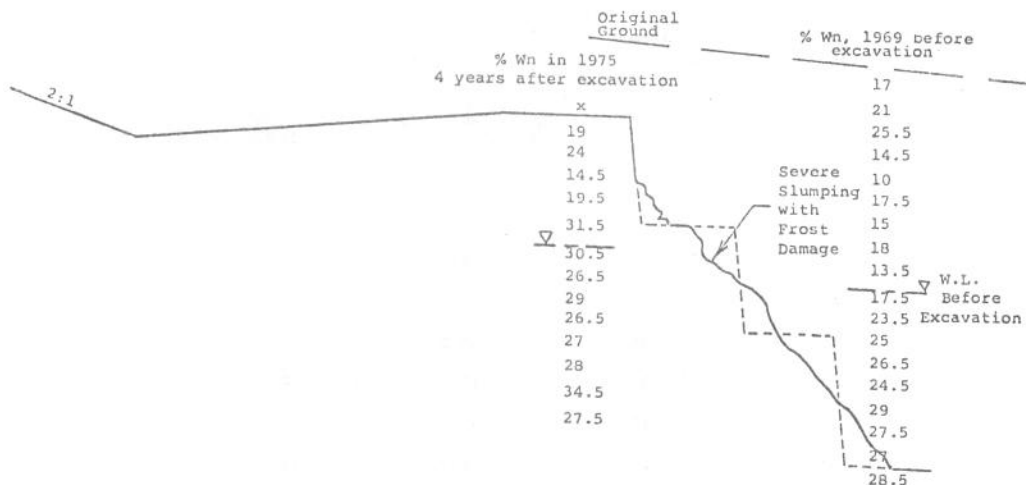 Original
Ground
% Wn, 1969 before
excavation
% Wn in 1975
4 years after excavation
2:1
x
19
24
14.5
19.5
31.5
30.5
26.5
29
26.5
27
28
34.5
27.5
Severe
Slumping
with
Frost
Damage
17
21
25.5
14.5
10
17.5
15
18
13.5
17.5
23.5
25
26.5
24.5
29
27.5
27
28.5
W.L.
Before
Excavation